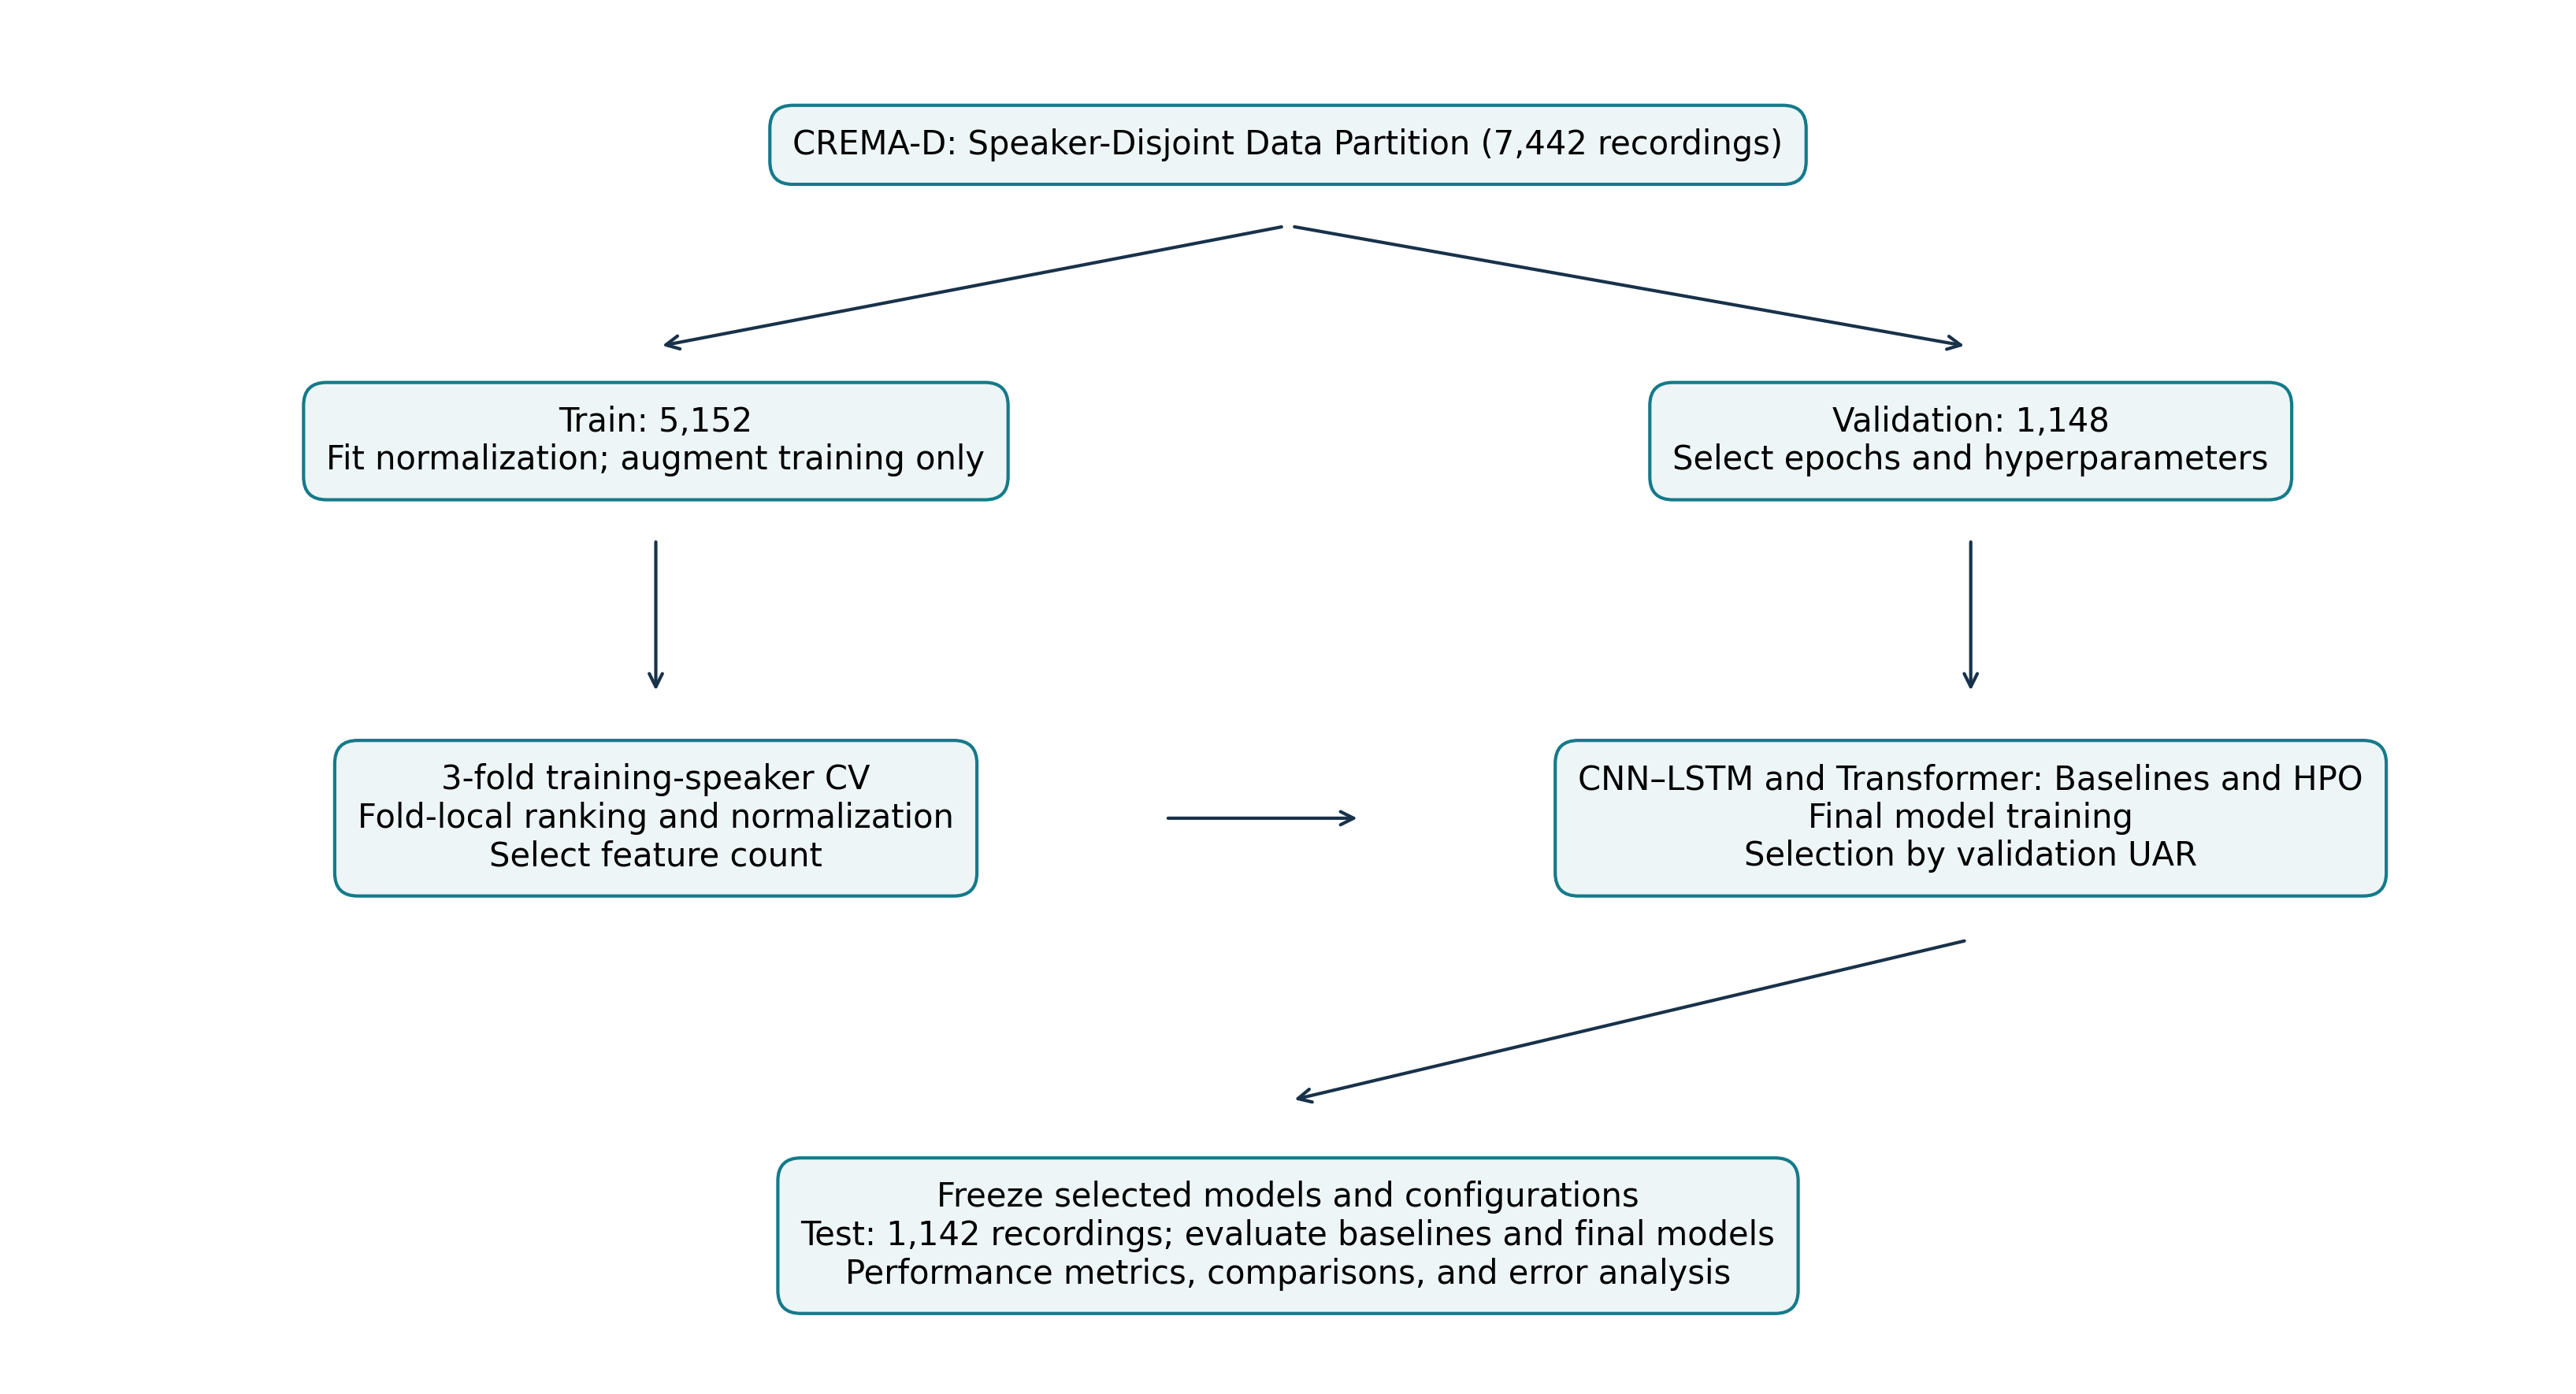 CREMA-D: Speaker-Disjoint Data Partition (7,442 recordings)
Train: 5,152
Fit normalization; augment training only
Validation: 1,148
Select epochs and hyperparameters
3-fold training-speaker CV
Fold-local ranking and normalization
Select feature count
CNN–LSTM and Transformer: Baselines and HPO
Final model training
Selection by validation UAR
Freeze selected models and configurations
Test: 1,142 recordings; evaluate baselines and final models
Performance metrics, comparisons, and error analysis